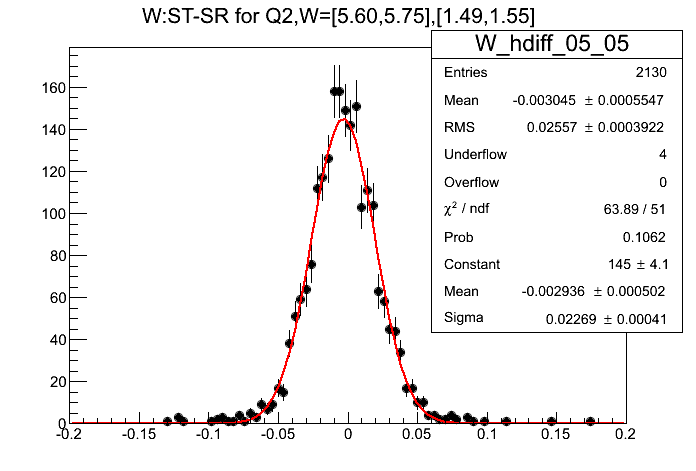 W:ST-SR for Q2,W=[5.60,5.75],[1.49,1.55]
W_hdiff_05_05
Entries 2130
Mean -0.003045 ± 0.0005547
RMS 0.02557 ± 0.0003922
Underflow 4
Overflow 0
χ² / ndf 63.89 / 51
Prob 0.1062
Constant 145 ± 4.1
Mean -0.002936 ± 0.000502
Sigma 0.02269 ± 0.00041
160
140
120
100
80
60
40
20
0
-0.2 -0.15 -0.1 -0.05 0 0.05 0.1 0.15 0.2